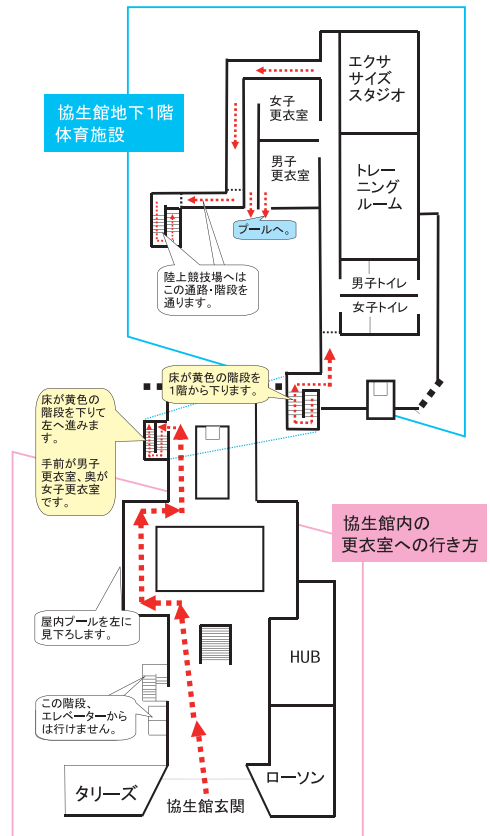 協生館地下1階
体育施設
エクサ
サイズ
スタジオ
女子
更衣室
男子
更衣室
トレー
ニング
ルーム
プールへ。
陸上競技場へは
この通路・階段を
通ります。
男子トイレ
女子トイレ
床が黄色の階段を
1階から下ります。
床が黄色の
階段を下りて
左へ進みま
す。
手前が男子
更衣室、奥が
女子更衣室
です。
協生館内の
更衣室への行き方
屋内プールを左に
見下ろします。
HUB
この階段、
エレベーターから
は行けません。
タリーズ
協生館玄関
ローソン